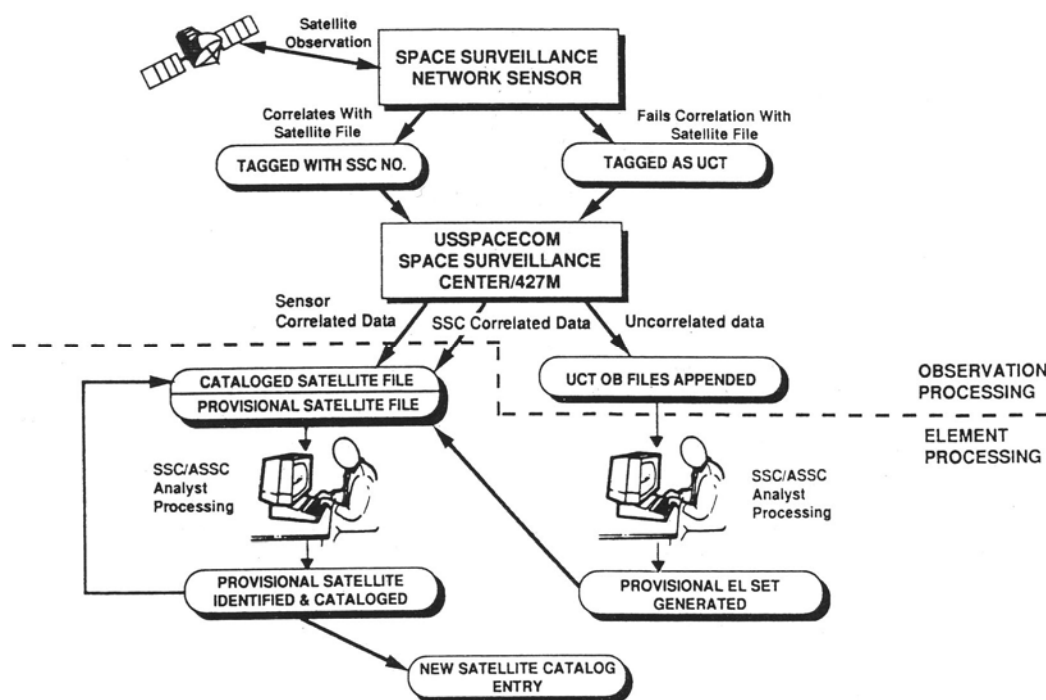 Satellite
Observation
SPACE SURVEILLANCE
NETWORK SENSOR
Correlates With
Satellite File
Fails Correlation With
Satellite File
TAGGED WITH SSC NO.
TAGGED AS UCT
USSPACECOM
SPACE SURVEILLANCE
CENTER/427M
Sensor
Correlated Data
SSC Correlated Data
Uncorrelated data
CATALOGED SATELLITE FILE
PROVISIONAL SATELLITE FILE
UCT OB FILES APPENDED
OBSERVATION
PROCESSING
ELEMENT
PROCESSING
SSC/ASSC
Analyst
Processing
SSC/ASSC
Analyst
Processing
PROVISIONAL SATELLITE
IDENTIFIED & CATALOGED
PROVISIONAL EL SET
GENERATED
NEW SATELLITE CATALOG
ENTRY